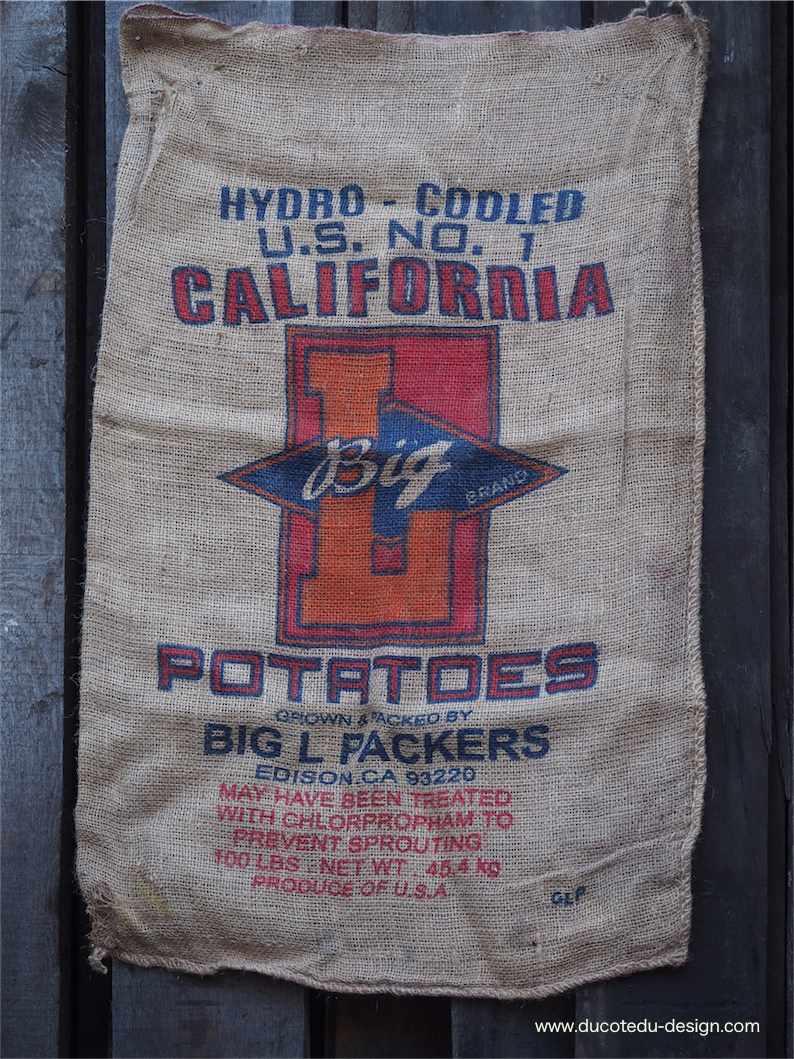 HYDRO - COOLED
U.S. NO. 1
CALIFORNIA
L
Big
BRAND
POTATOES
GROWN & PACKED BY
BIG L PACKERS
EDISON, CA 93220
MAY HAVE BEEN TREATED
WITH CHLORPROPHAM TO
PREVENT SPROUTING
100 LBS. NET WT. 45.4 KG
PRODUCE OF U.S.A.
GLP
www.ducotedu-design.com